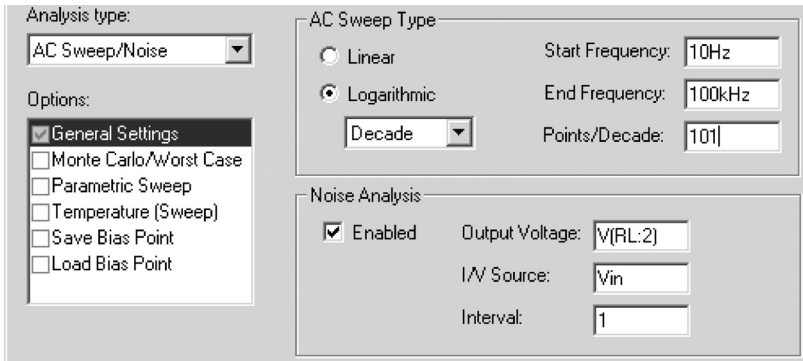 Analysis type:
AC Sweep/Noise
Options:
General Settings
Monte Carlo/Worst Case
Parametric Sweep
Temperature (Sweep)
Save Bias Point
Load Bias Point
AC Sweep Type
Linear
Logarithmic
Decade
Start Frequency: 10Hz
End Frequency: 100kHz
Points/Decade: 101
Noise Analysis
Enabled
Output Voltage: V(RL:2)
I/V Source: Vin
Interval: 1